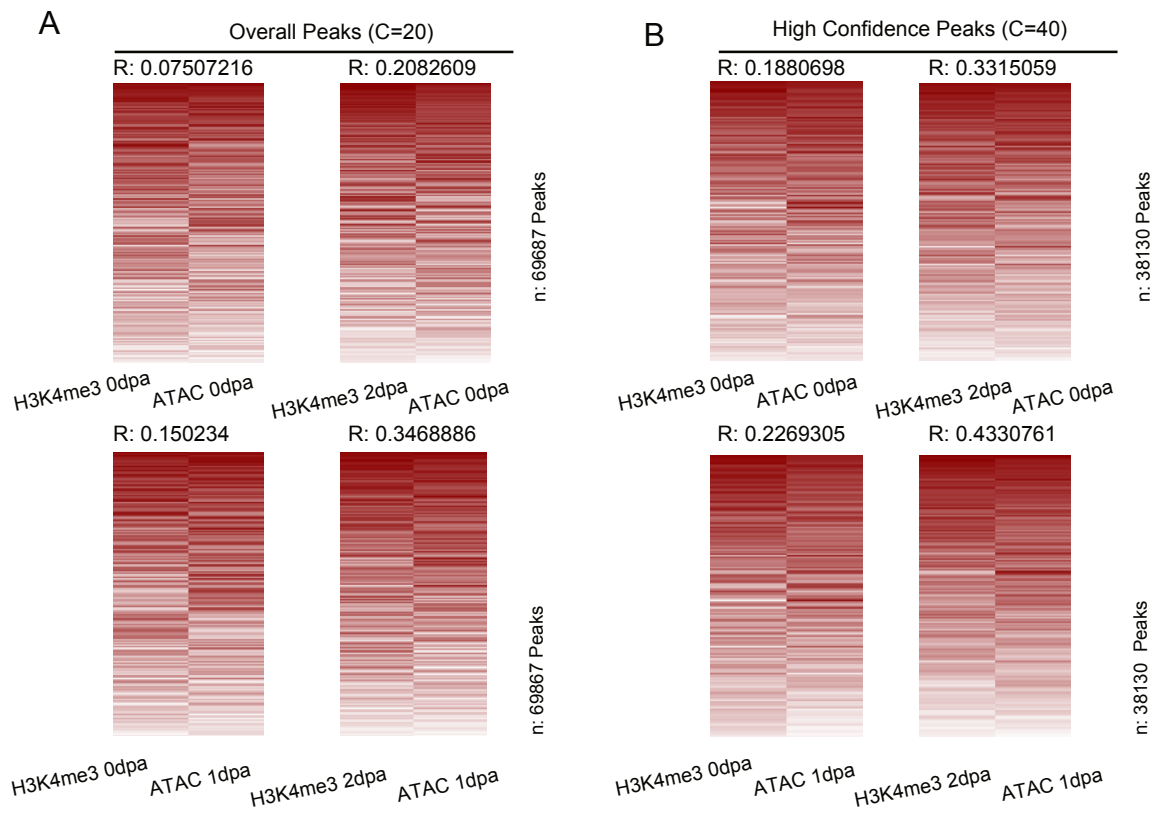 A
Overall Peaks (C=20)
R: 0.07507216
R: 0.2082609
n: 69687 Peaks
H3K4me3 0dpa
ATAC 0dpa
H3K4me3 2dpa
ATAC 0dpa
R: 0.150234
R: 0.3468886
n: 69867 Peaks
H3K4me3 0dpa
ATAC 1dpa
H3K4me3 2dpa
ATAC 1dpa
B
High Confidence Peaks (C=40)
R: 0.1880698
R: 0.3315059
n: 38130 Peaks
H3K4me3 0dpa
ATAC 0dpa
H3K4me3 2dpa
ATAC 0dpa
R: 0.2269305
R: 0.4330761
n: 38130 Peaks
H3K4me3 0dpa
ATAC 1dpa
H3K4me3 2dpa
ATAC 1dpa